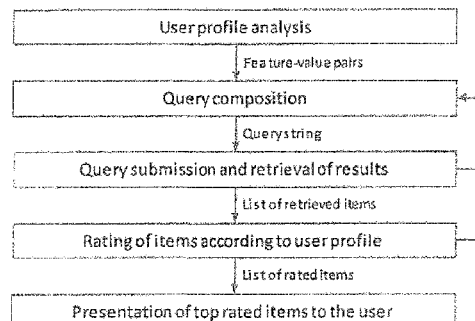 User profile analysis
Feature-value pairs
Query composition
Query string
Query submission and retrieval of results
List of retrieved items
Rating of items according to user profile
List of rated items
Presentation of top rated items to the user